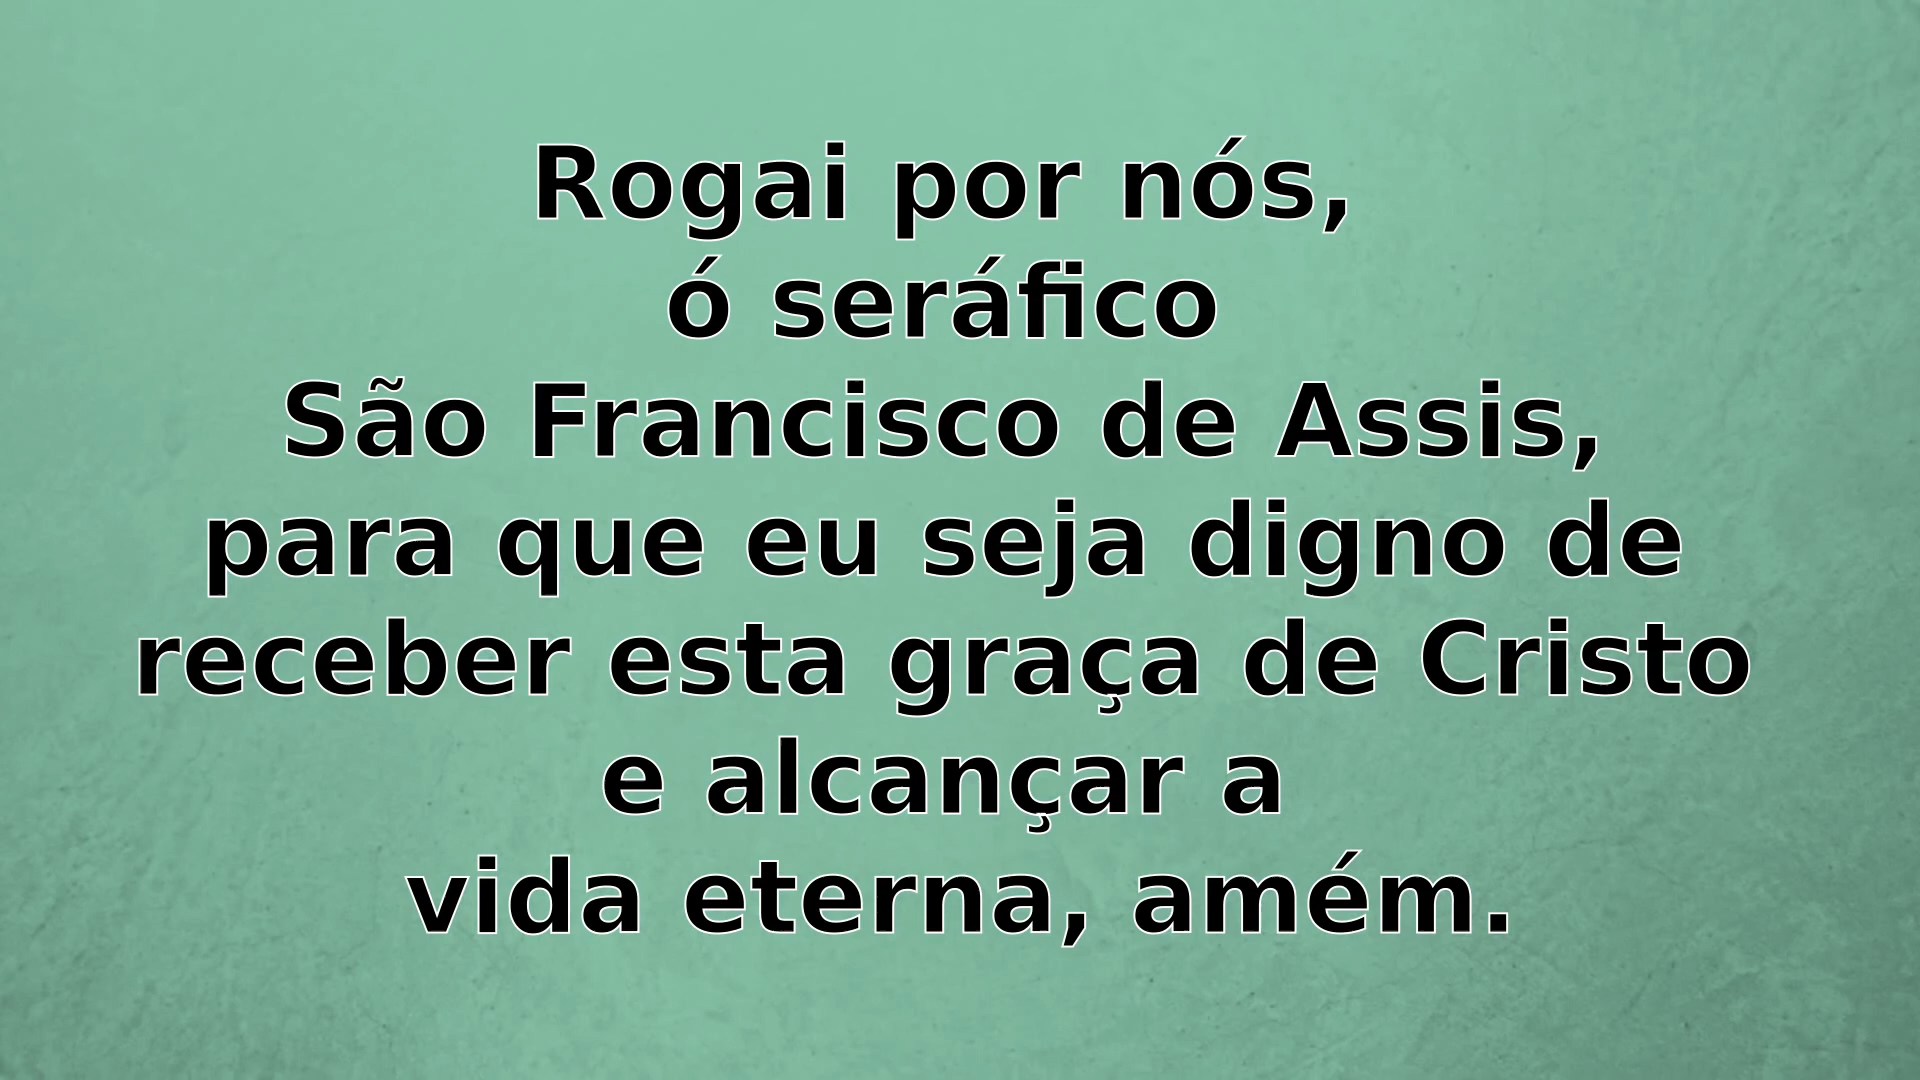 Rogai por nós,
ó seráfico
São Francisco de Assis,
para que eu seja digno de
receber esta graça de Cristo
e alcançar a
vida eterna, amém.